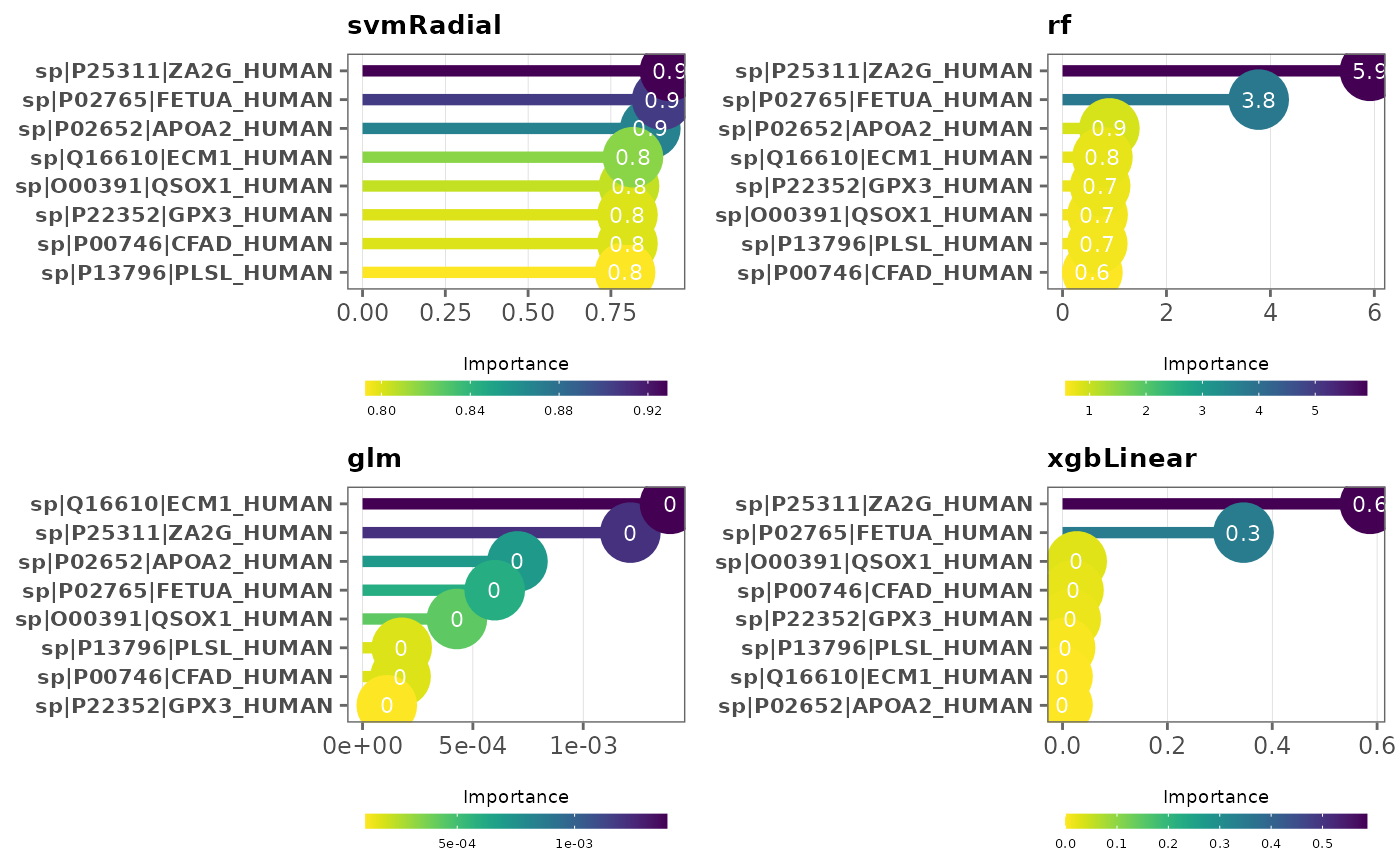 svmRadial
sp|P25311|ZA2G_HUMAN
sp|P02765|FETUA_HUMAN
sp|P02652|APOA2_HUMAN
sp|Q16610|ECM1_HUMAN
sp|O00391|QSOX1_HUMAN
sp|P22352|GPX3_HUMAN
sp|P00746|CFAD_HUMAN
sp|P13796|PLSL_HUMAN
0.9
0.9
0.9
0.8
0.8
0.8
0.8
0.8
0.00 0.25 0.50 0.75
Importance
0.80 0.84 0.88 0.92
rf
sp|P25311|ZA2G_HUMAN
sp|P02765|FETUA_HUMAN
sp|P02652|APOA2_HUMAN
sp|Q16610|ECM1_HUMAN
sp|P22352|GPX3_HUMAN
sp|O00391|QSOX1_HUMAN
sp|P13796|PLSL_HUMAN
sp|P00746|CFAD_HUMAN
5.9
3.8
0.9
0.8
0.7
0.7
0.7
0.6
0 2 4 6
Importance
1 2 3 4 5
glm
sp|Q16610|ECM1_HUMAN
sp|P25311|ZA2G_HUMAN
sp|P02652|APOA2_HUMAN
sp|P02765|FETUA_HUMAN
sp|O00391|QSOX1_HUMAN
sp|P13796|PLSL_HUMAN
sp|P00746|CFAD_HUMAN
sp|P22352|GPX3_HUMAN
0
0
0
0
0
0
0
0
0e+00 5e-04 1e-03
Importance
5e-04 1e-03
xgbLinear
sp|P25311|ZA2G_HUMAN
sp|P02765|FETUA_HUMAN
sp|O00391|QSOX1_HUMAN
sp|P00746|CFAD_HUMAN
sp|P22352|GPX3_HUMAN
sp|P13796|PLSL_HUMAN
sp|Q16610|ECM1_HUMAN
sp|P02652|APOA2_HUMAN
0.6
0.3
0
0
0
0
0
0
0.0 0.2 0.4 0.6
Importance
0.0 0.1 0.2 0.3 0.4 0.5